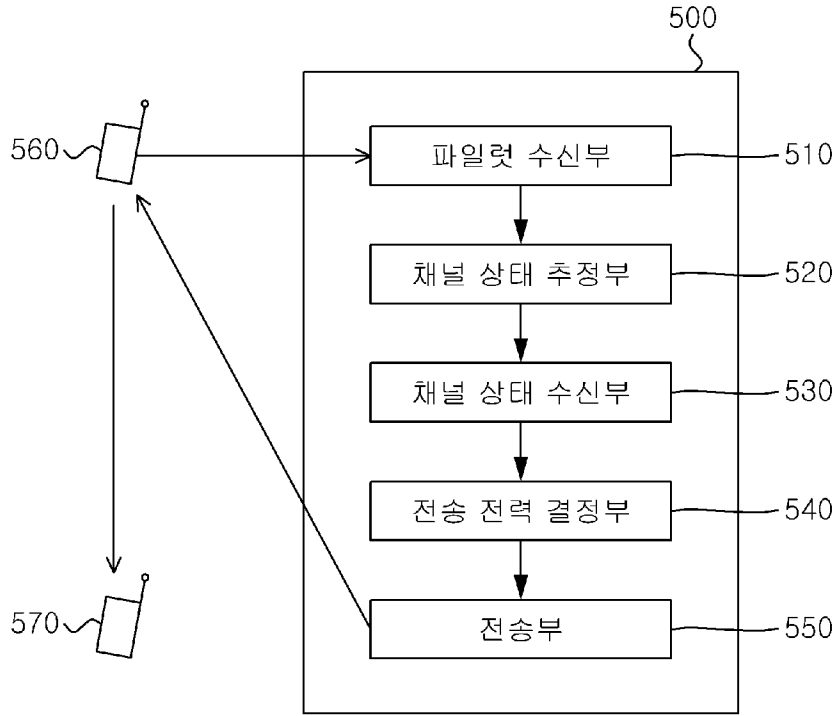 500
560
파일럿 수신부
510
채널 상태 추정부
520
채널 상태 수신부
530
전송 전력 결정부
540
570
전송부
550